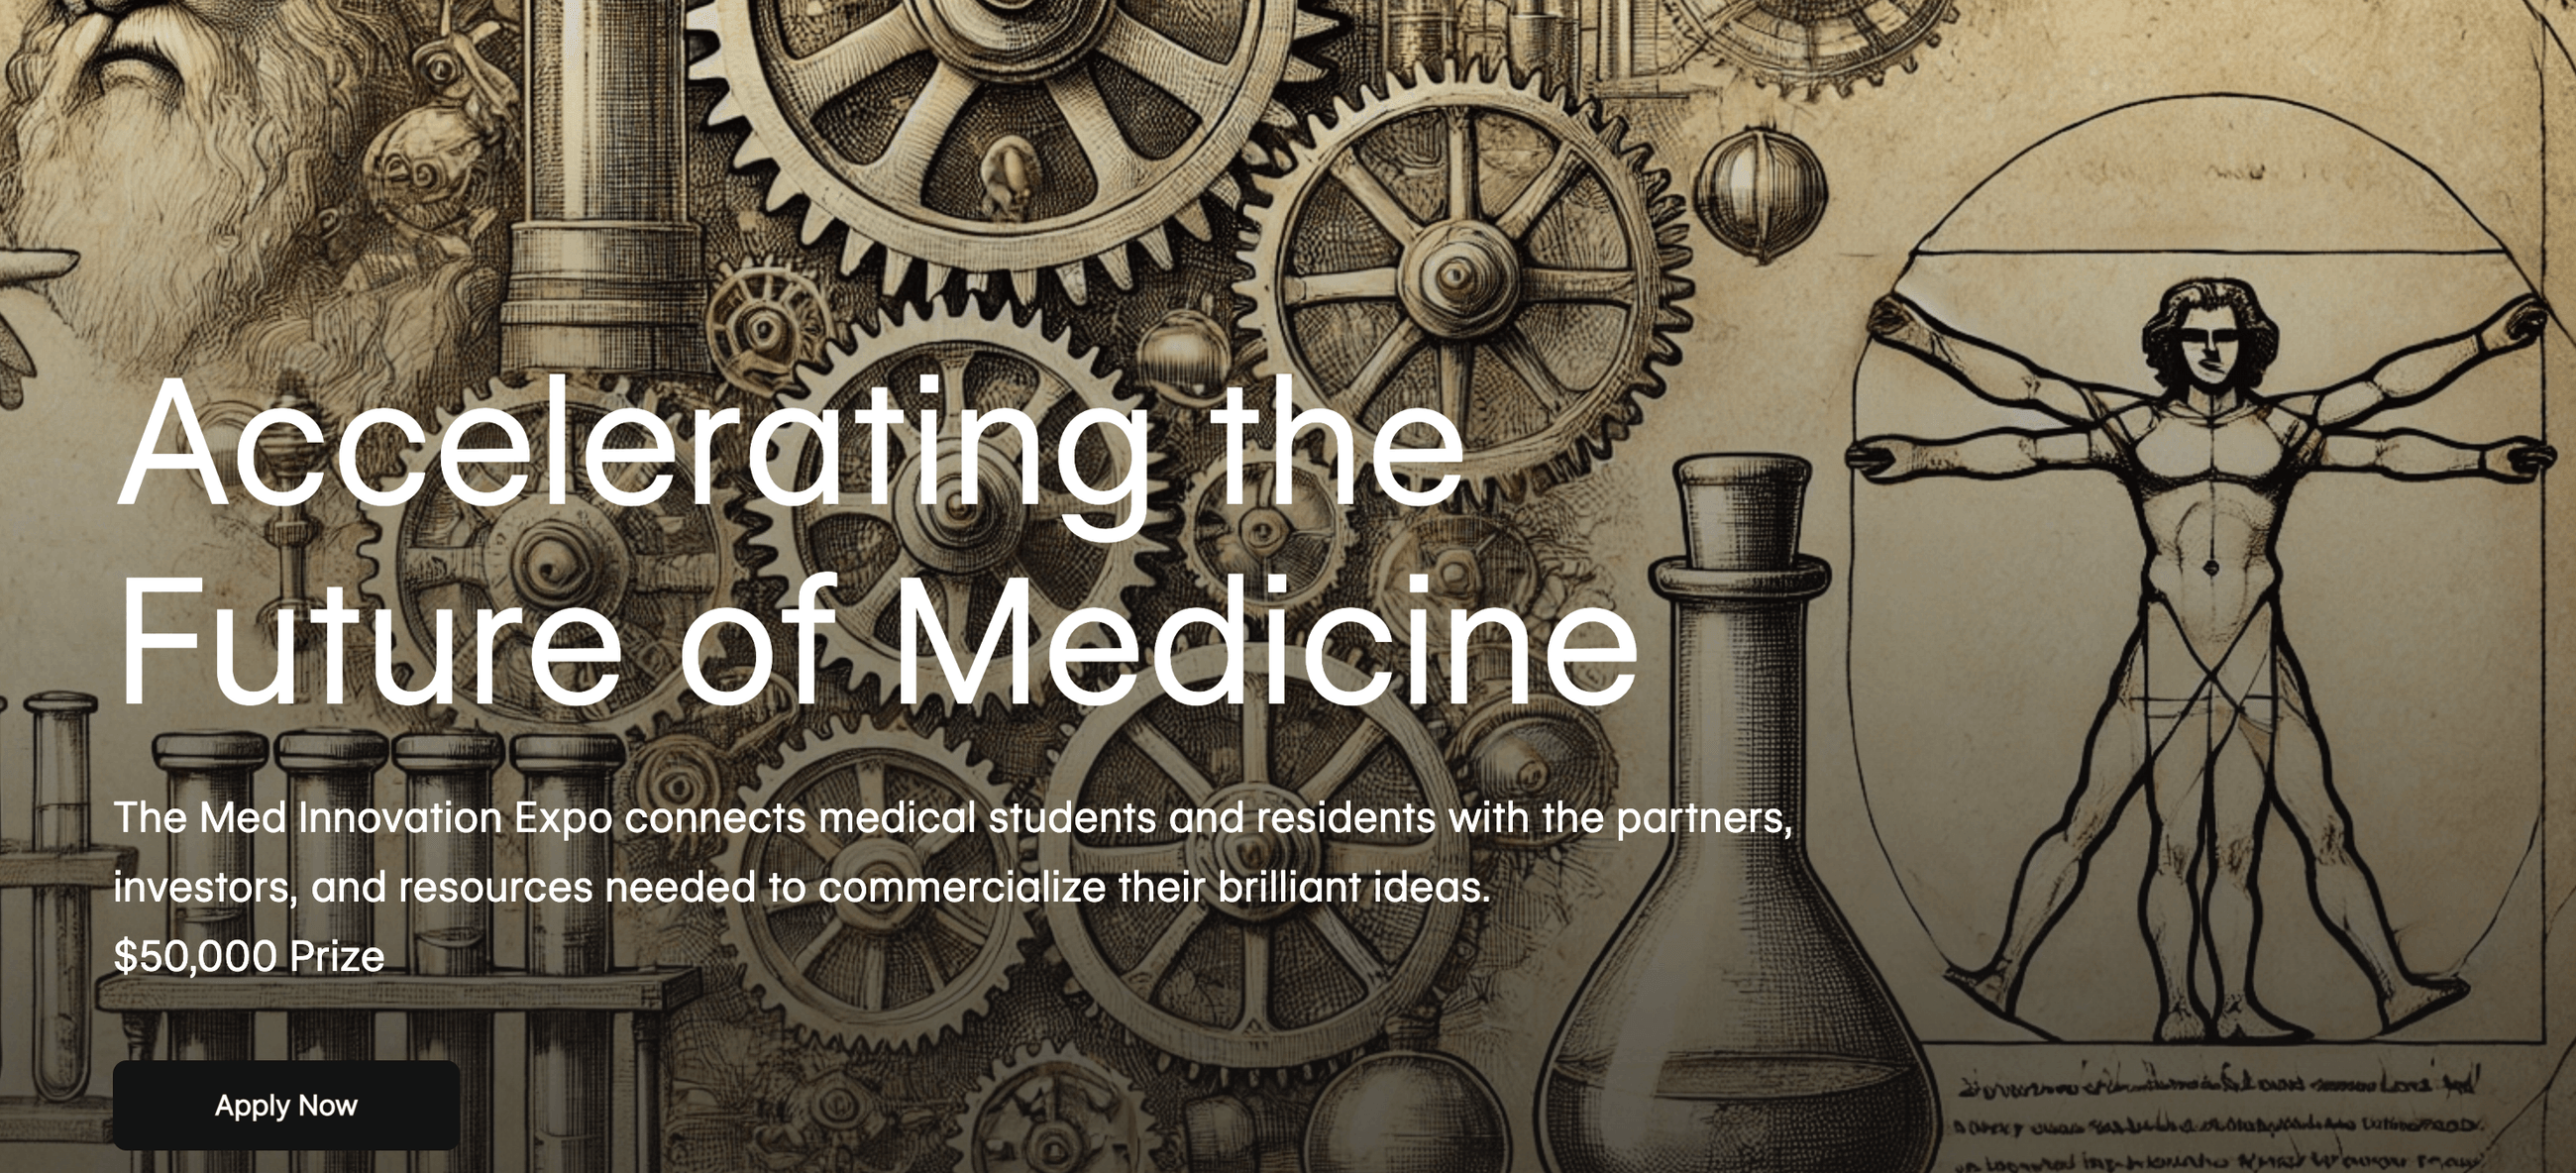 Accelerating the
Future of Medicine
The Med Innovation Expo connects medical students and residents with the partners,
investors, and resources needed to commercialize their brilliant ideas.
$50,000 Prize
Apply Now